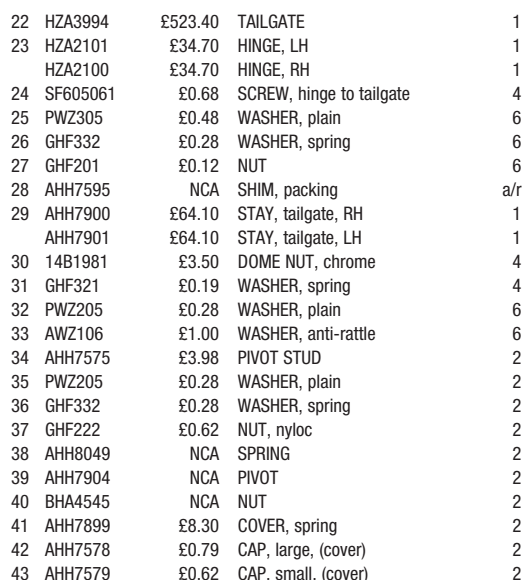 22 HZA3994 £523.40 TAILGATE 1
23 HZA2101 £34.70 HINGE, LH 1
HZA2100 £34.70 HINGE, RH 1
24 SF605061 £0.68 SCREW, hinge to tailgate 4
25 PWZ305 £0.48 WASHER, plain 6
26 GHF332 £0.28 WASHER, spring 6
27 GHF201 £0.12 NUT 6
28 AHH7595 NCA SHIM, packing a/r
29 AHH7900 £64.10 STAY, tailgate, RH 1
AHH7901 £64.10 STAY, tailgate, LH 1
30 14B1981 £3.50 DOME NUT, chrome 4
31 GHF321 £0.19 WASHER, spring 4
32 PWZ205 £0.28 WASHER, plain 6
33 AWZ106 £1.00 WASHER, anti-rattle 6
34 AHH7575 £3.98 PIVOT STUD 2
35 PWZ205 £0.28 WASHER, plain 2
36 GHF332 £0.28 WASHER, spring 2
37 GHF222 £0.62 NUT, nyloc 2
38 AHH8049 NCA SPRING 2
39 AHH7904 NCA PIVOT 2
40 BHA4545 NCA NUT 2
41 AHH7899 £8.30 COVER, spring 2
42 AHH7578 £0.79 CAP, large, (cover) 2
43 AHH7579 £0.62 CAP, small, (cover) 2